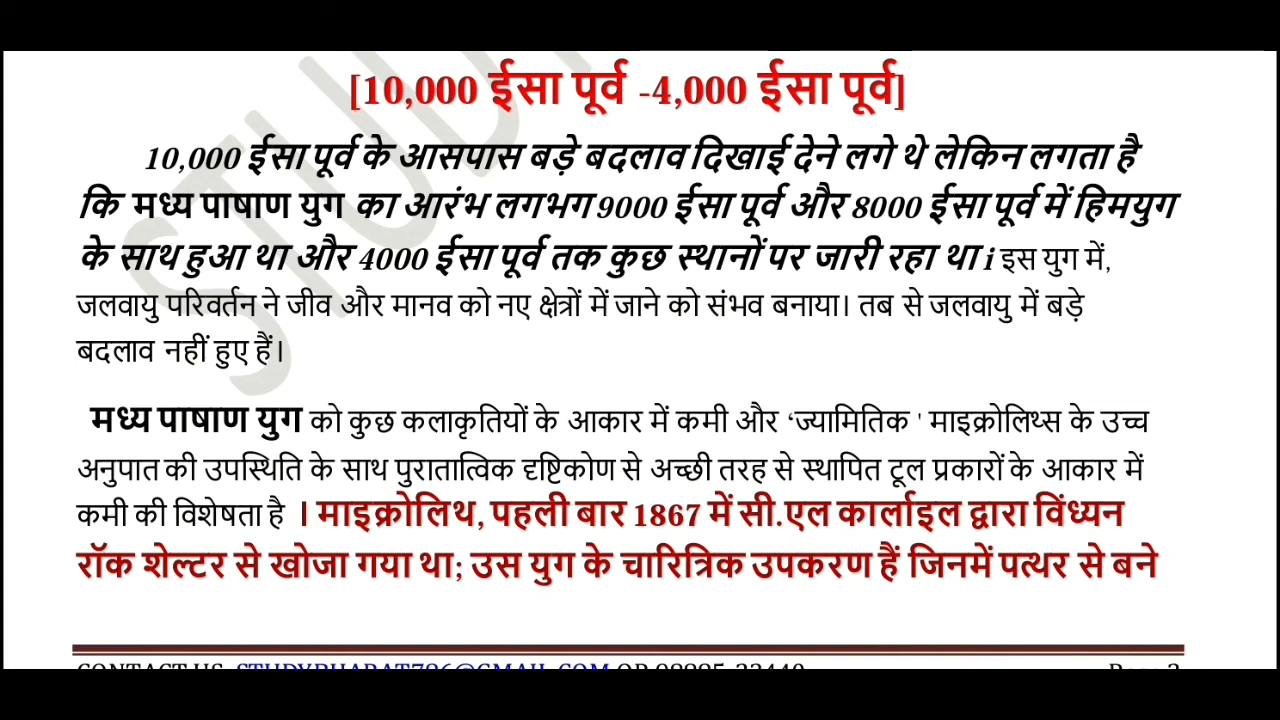 [10,000 ईसा पूर्व -4,000 ईसा पूर्व]
10,000 ईसा पूर्व के आसपास बड़े बदलाव दिखाई देने लगे थे लेकिन लगता है
कि मध्य पाषाण युग का आरंभ लगभग 9000 ईसा पूर्व और 8000 ईसा पूर्व में हिमयुग
के साथ हुआ था और 4000 ईसा पूर्व तक कुछ स्थानों पर जारी रहा था i इस युग में,
जलवायु परिवर्तन ने जीव और मानव को नए क्षेत्रों में जाने को संभव बनाया। तब से जलवायु में बड़े
बदलाव नहीं हुए हैं।
मध्य पाषाण युग को कुछ कलाकृतियों के आकार में कमी और ‘ज्यामितिक ' माइक्रोलिथ्स के उच्च
अनुपात की उपस्थिति के साथ पुरातात्विक दृष्टिकोण से अच्छी तरह से स्थापित टूल प्रकारों के आकार में
कमी की विशेषता है । माइक्रोलिथ, पहली बार 1867 में सी.एल कार्लाइल द्वारा विंध्यन
रॉक शेल्टर से खोजा गया था; उस युग के चारित्रिक उपकरण हैं जिनमें पत्थर से बने